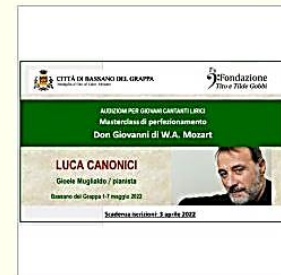 CITTÀ DI BASSANO DEL GRAPPA
Fondazione
Tito e Tilde Gobbi
AUDIZIONI PER GIOVANI CANTANTI LIRICI
Masterclass di perfezionamento
Don Giovanni di W.A. Mozart
LUCA CANONICI
Gioele Muglialdo / pianista
Bassano del Grappa 1-7 maggio 2022
Scadenza iscrizioni: 3 aprile 2022